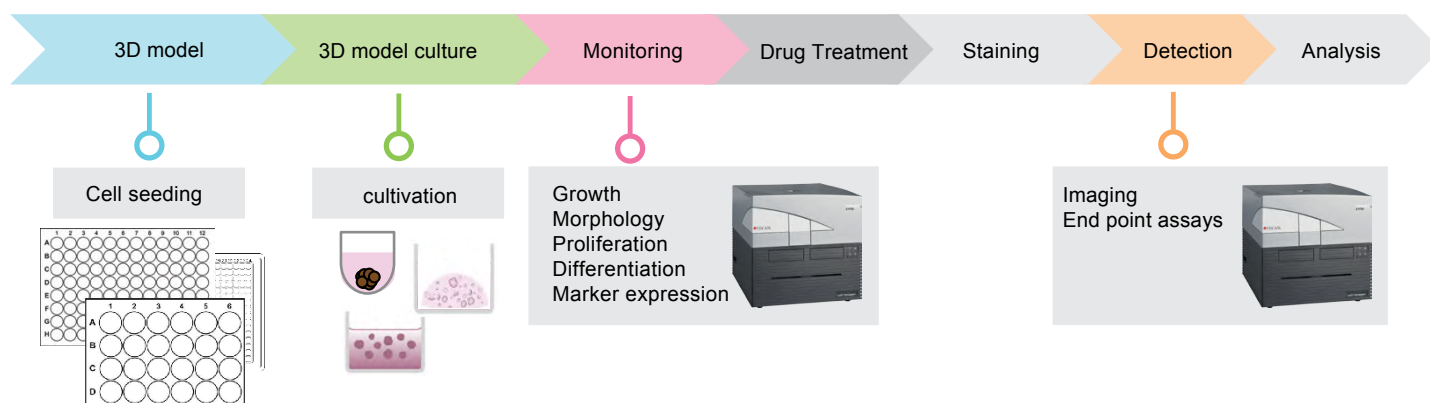 3D model
3D model culture
Monitoring
Drug Treatment
Staining
Detection
Analysis
Cell seeding
cultivation
Growth
Morphology
Proliferation
Differentiation
Marker expression
Imaging
End point assays
1 2 3 4 5 6 7 8 9 10 11 12
A
B
C
D
E
F
G
H
1 2 3 4 5 6
A
B
C
D